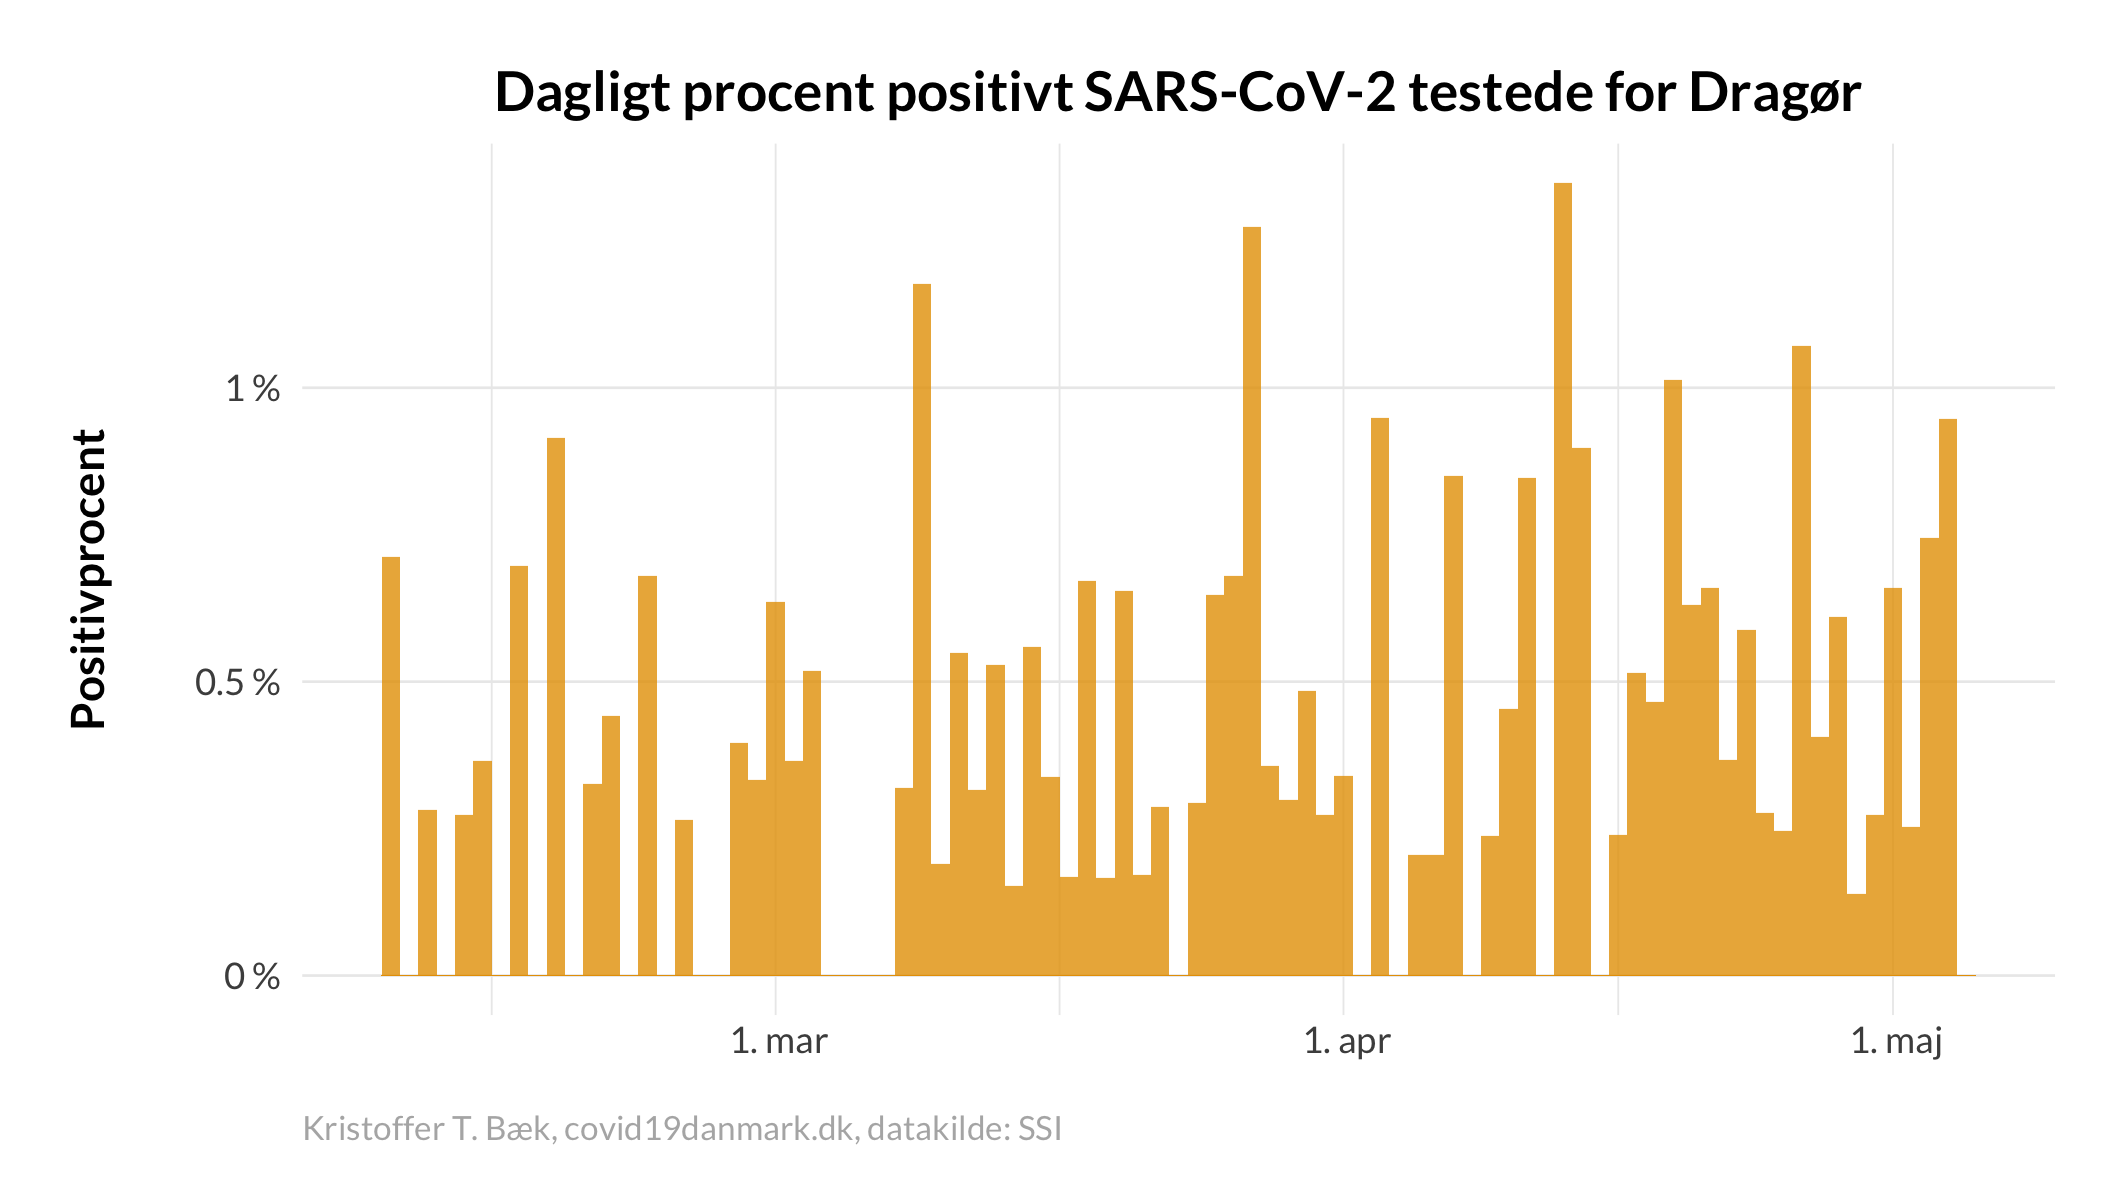 Dagligt procent positivt SARS-CoV-2 testede for Dragør
Positivprocent
1 %
0.5 %
0 %
1. mar
1. apr
1. maj
Kristoffer T. Bæk, covid19danmark.dk, datakilde: SSI